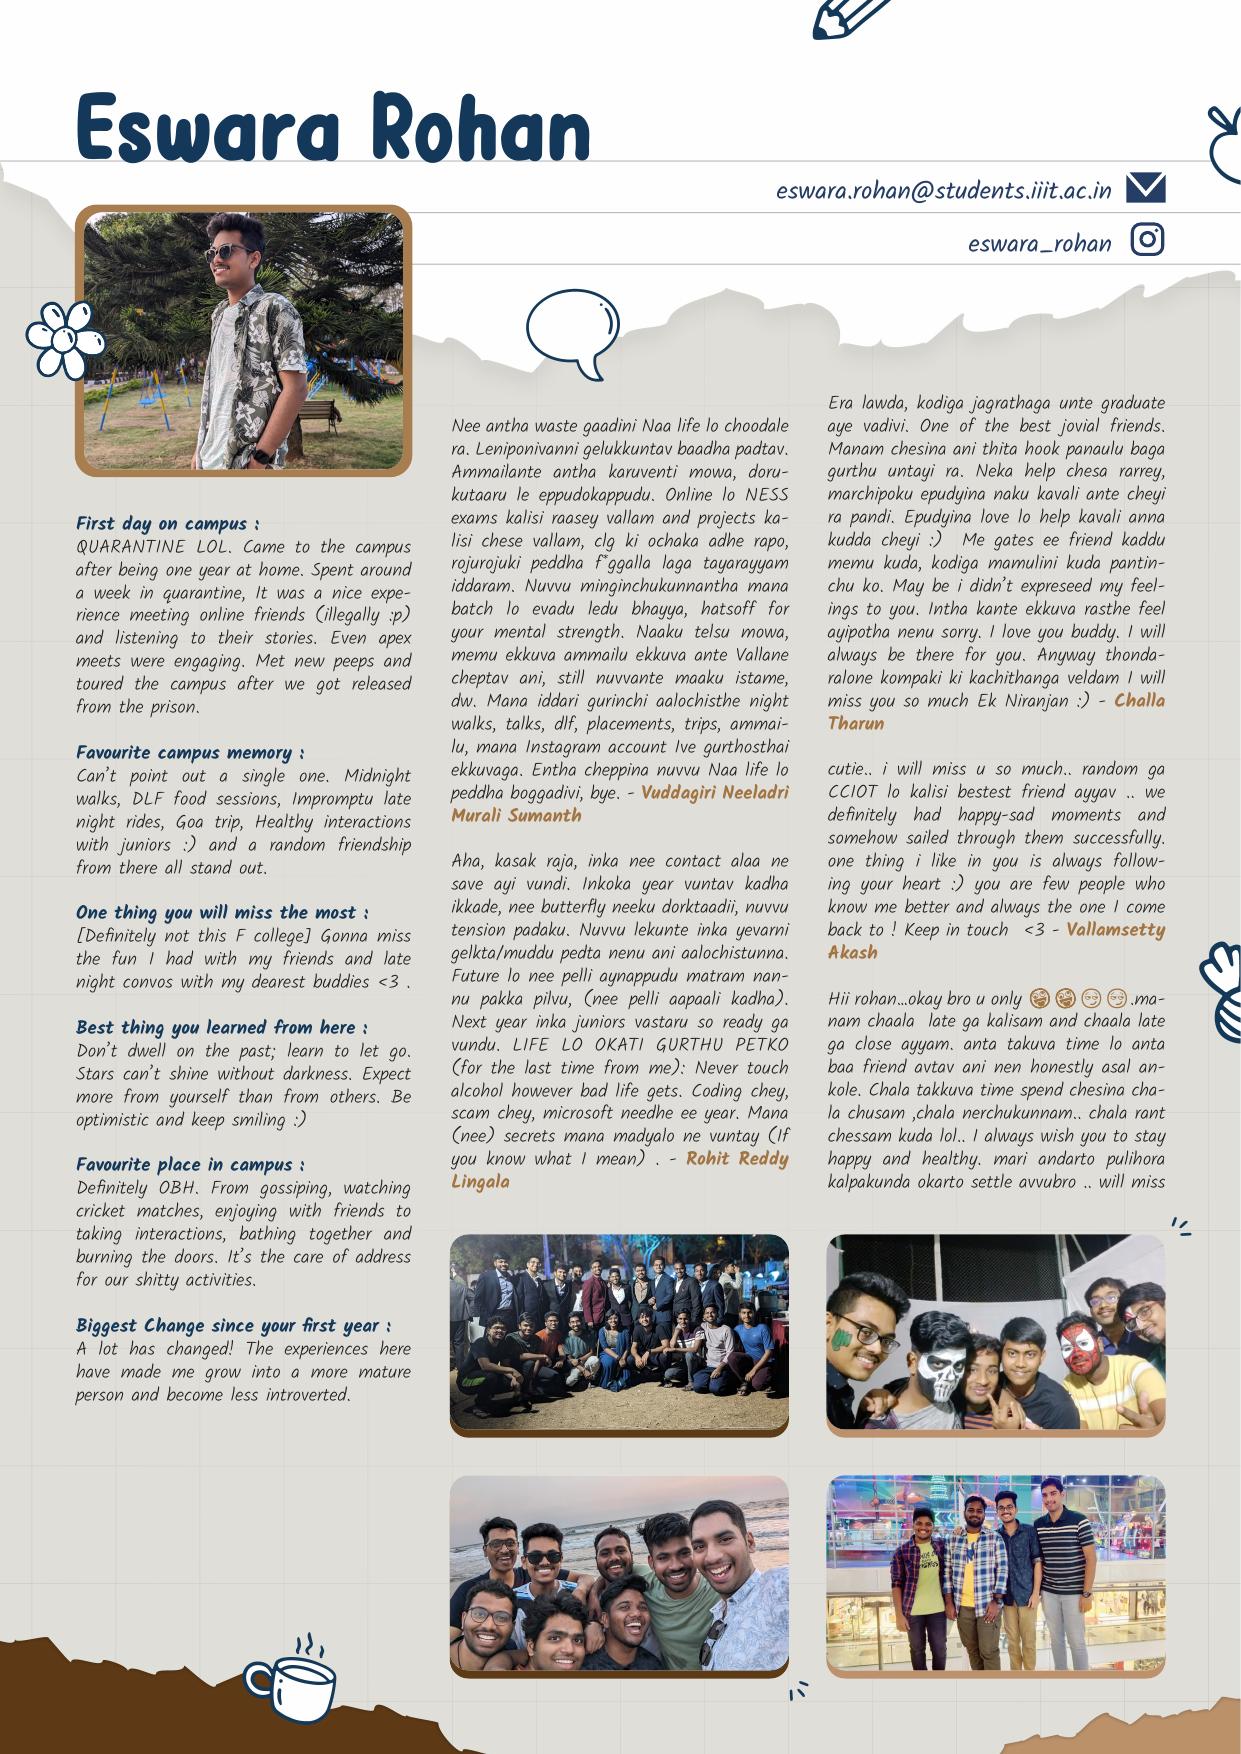 Eswara Rohan
eswara.rohan@students.iiit.ac.in
eswara_rohan
First day on campus :
QUARANTINE LOL. Came to the campus
after being one year at home. Spent around
a week in quarantine, It was a nice expe-
rience meeting online friends (illegally :p)
and listening to their stories. Even apex
meets were engaging. Met new peeps and
toured the campus after we got released
from the prison.
Favourite campus memory :
Can't point out a single one. Midnight
walks, DLF food sessions, Impromptu late
night rides, Goa trip, Healthy interactions
with juniors :) and a random friendship
from there all stand out.
One thing you will miss the most :
[Definitely not this F college] Gonna miss
the fun I had with my friends and late
night convos with my dearest buddies <3 .
Best thing you learned from here :
Don't dwell on the past; learn to let go.
Stars can't shine without darkness. Expect
more from yourself than from others. Be
optimistic and keep smiling :)
Favourite place in campus :
Definitely OBH. From gossiping, watching
cricket matches, enjoying with friends to
taking interactions, bathing together and
burning the doors. It's the care of address
for our shitty activities.
Biggest Change since your first year :
A lot has changed! The experiences here
have made me grow into a more mature
person and become less introverted.
Nee antha waste gaadini Naa life lo choodale
ra. Leniponivanni gelukkuntav baadha padtav.
Ammailante antha karuventi mowa, doru-
kutaaru le eppudokappudu. Online lo NESS
exams kalisi raasey vallam and projects ka-
lisi chese vallam, clg ki ochaka adhe rapo,
rojurojuki peddha f*ggalla laga tayarayyam
iddaram. Nuvvu minginchukunnantha mana
batch lo evadu ledu bhayya, hatsoff for
your mental strength. Naaku telsu mowa,
memu ekkuva ammailu ekkuva ante Vallane
cheptav ani, still nuvvante maaku istame,
dw. Mana iddari gurinchi aalochisthe night
walks, talks, dlf, placements, trips, ammai-
lu, mana Instagram account Ive gurthosthai
ekkuvaga. Entha cheppina nuvvu Naa life lo
peddha boggadivi, bye. - Vuddagiri Neeladri
Murali Sumanth
Aha, kasak raja, inka nee contact alaa ne
save ayi vundi. Inkoka year vuntav kadha
ikkade, nee butterfly neeku dorktaadii, nuvvu
tension padaku. Nuvvu lekunte inka yevarni
gelkta/muddu pedta nenu ani aalochistunna.
Future lo nee pelli aynappudu matram nan-
nu pakka pilvu, (nee pelli aapaali kadha).
Next year inka juniors vastaru so ready ga
vundu. LIFE LO OKATI GURTHU PETKO
(for the last time from me): Never touch
alcohol however bad life gets. Coding chey,
scam chey, microsoft needhe ee year. Mana
(nee) secrets mana madyalo ne vuntay (If
you know what I mean) . - Rohit Reddy
Lingala
Era lawda, kodiga jagrathaga unte graduate
aye vadivi. One of the best jovial friends.
Manam chesina ani thita hook panaulu baga
gurthu untayi ra. Neka help chesa rarrey,
marchipoku epudyina naku kavali ante cheyi
ra pandi. Epudyina love lo help kavali anna
kudda cheyi :) Me gates ee friend kaddu
memu kuda, kodiga mamulini kuda pantin-
chu ko. May be i didn't expreseed my feel-
ings to you. Intha kante ekkuva rasthe feel
ayipotha nenu sorry. I love you buddy. I will
always be there for you. Anyway thonda-
ralone kompaki ki kachithanga veldam I will
miss you so much Ek Niranjan :) - Challa
Tharun
cutie.. i will miss u so much.. random ga
CCIOT lo kalisi bestest friend ayyav .. we
definitely had happy-sad moments and
somehow sailed through them successfully.
one thing i like in you is always follow-
ing your heart :) you are few people who
know me better and always the one I come
back to ! Keep in touch <3 - Vallamsetty
Akash
Hii rohan...okay bro u only 🤣🤣😏😏.ma-
nam chaala late ga kalisam and chaala late
ga close ayyam. anta takuva time lo anta
baa friend avtav ani nen honestly asal an-
kole. Chala takkuva time spend chesina cha-
la chusam ,chala nerchukunnam.. chala rant
chessam kuda lol.. I always wish you to stay
happy and healthy. mari andarto pulihora
kalpakunda okarto settle avvubro .. will miss